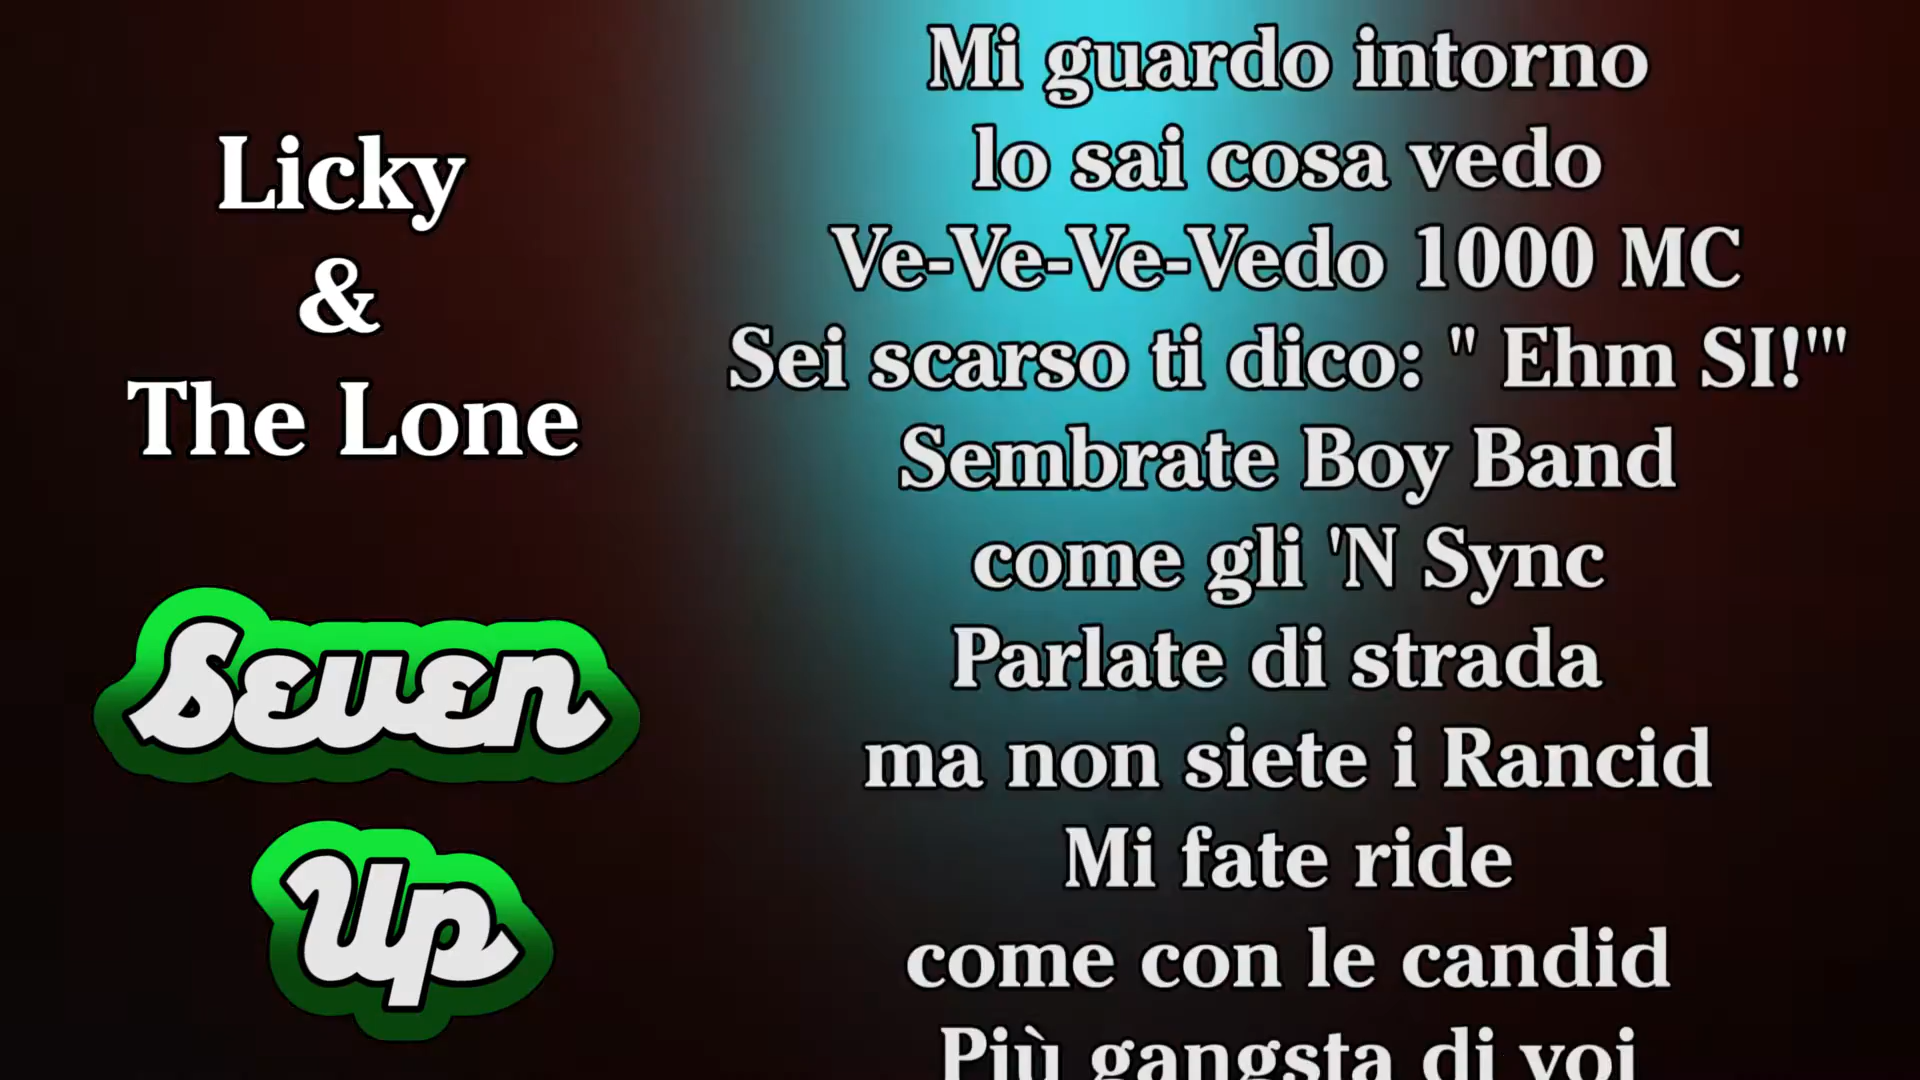 Licky
&
The Lone
Seven
Up
Mi guardo intorno
lo sai cosa vedo
Ve-Ve-Ve-Vedo 1000 MC
Sei scarso ti dico: " Ehm SI!'"
Sembrate Boy Band
come gli 'N Sync
Parlate di strada
ma non siete i Rancid
Mi fate ride
come con le candid
Più gangsta di voi